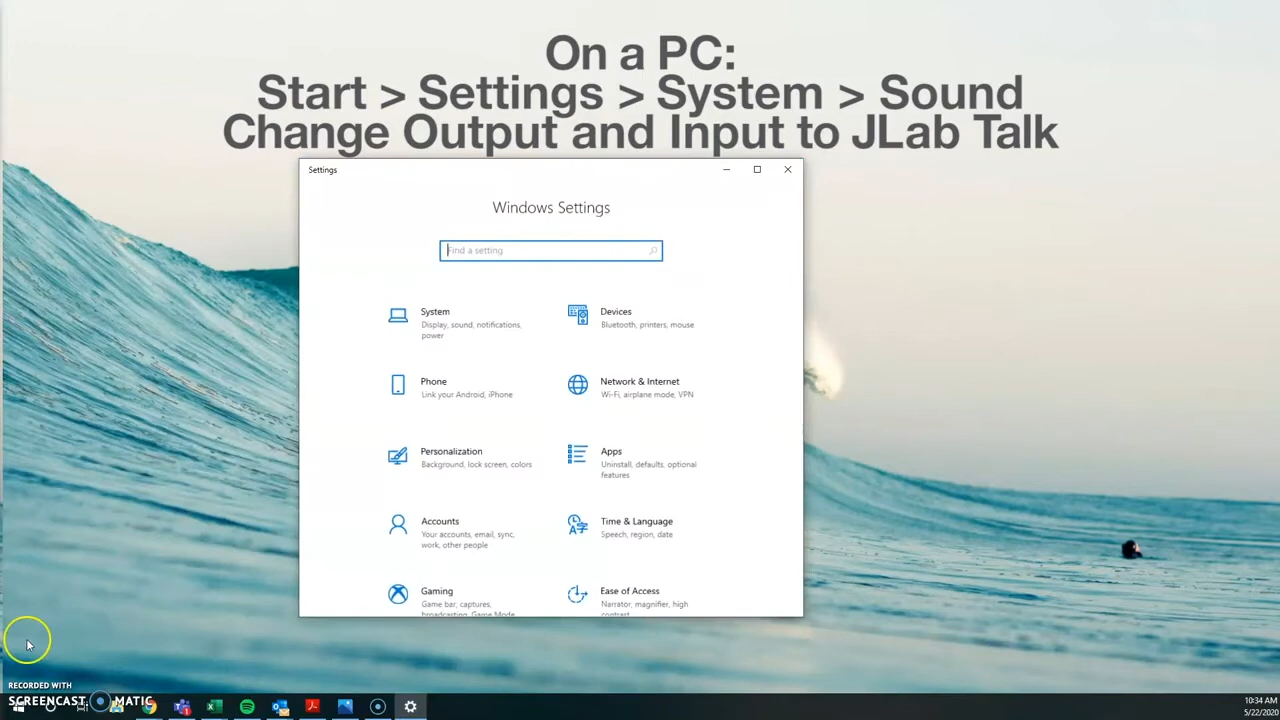 On a PC:
Start > Settings > System > Sound
Change Output and Input to JLab Talk
Settings
Windows Settings
Find a setting
System
Display, sound, notifications,
power
Devices
Bluetooth, printers, mouse
Phone
Link your Android, iPhone
Network & Internet
Wi-Fi, airplane mode, VPN
Personalization
Background, lock screen, colors
Apps
Uninstall, defaults, optional
features
Accounts
Your accounts, email, sync,
work, other people
Time & Language
Speech, region, date
Gaming
Game bar, captures,
broadcasting, Game Mode
Ease of Access
Narrator, magnifier, high
contrast
RECORDED WITH
SCREENCAST MATIC
10:34 AM
5/22/2020